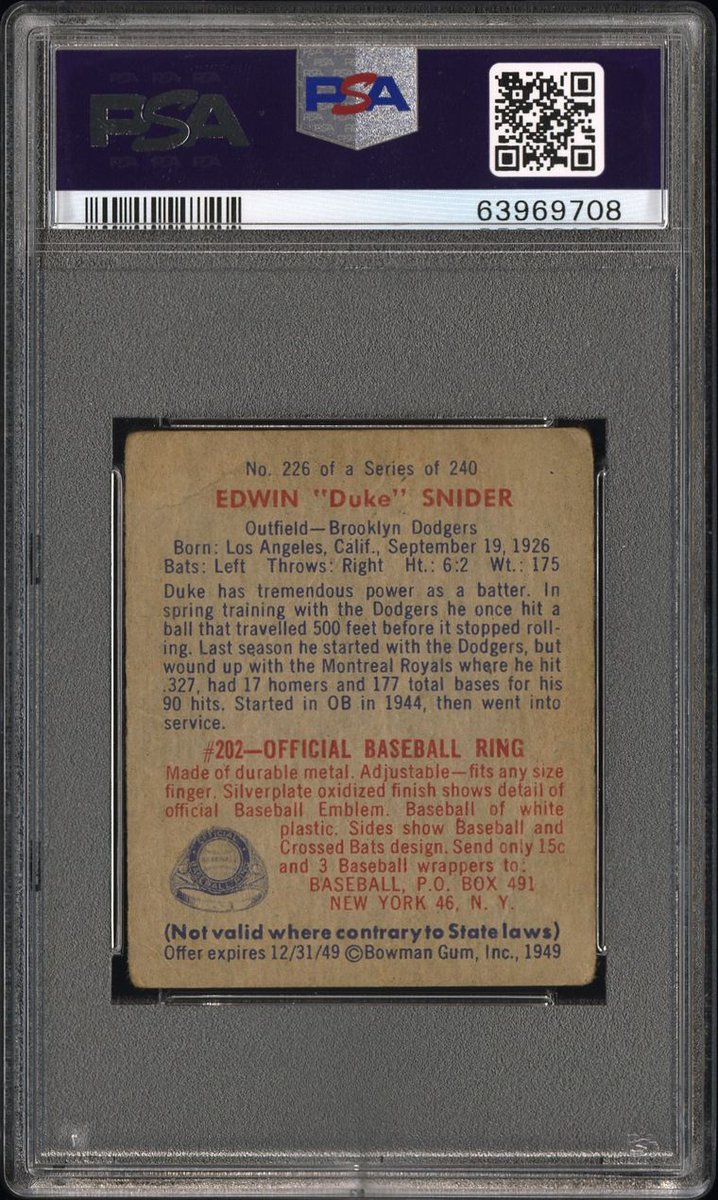 PSA
PSA
63969708
No. 226 of a Series of 240
EDWIN "Duke" SNIDER
Outfield—Brooklyn Dodgers
Born: Los Angeles, Calif., September 19, 1926
Bats: Left Throws: Right Ht.: 6:2 Wt.: 175
Duke has tremendous power as a batter. In
spring training with the Dodgers he once hit a
ball that travelled 500 feet before it stopped roll-
ing. Last season he started with the Dodgers, but
wound up with the Montreal Royals where he hit
.327, had 17 homers and 177 total bases for his
90 hits. Started in OB in 1944, then went into
service.
#202—OFFICIAL BASEBALL RING
Made of durable metal. Adjustable—fits any size
finger. Silverplate oxidized finish shows detail of
official Baseball Emblem. Baseball of white
plastic. Sides show Baseball and
Crossed Bats design. Send only 15c
and 3 Baseball wrappers to:
BASEBALL, P.O. BOX 491
NEW YORK 46, N. Y.
OFFICIAL
BASEBALL RING
(Not valid where contrary to State laws)
Offer expires 12/31/49 ©Bowman Gum, Inc., 1949